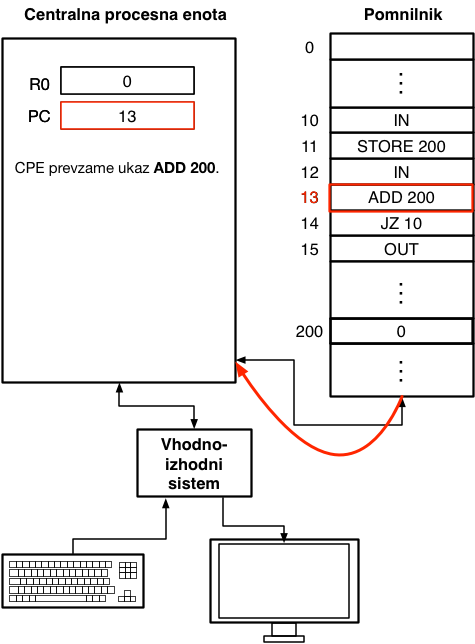 Centralna procesna enota
Pomnilnik
R0
0
PC
13
CPE prevzame ukaz ADD 200.
0
10
IN
11
STORE 200
12
IN
13
ADD 200
14
JZ 10
15
OUT
200
0
Vhodno-
izhodni
sistem